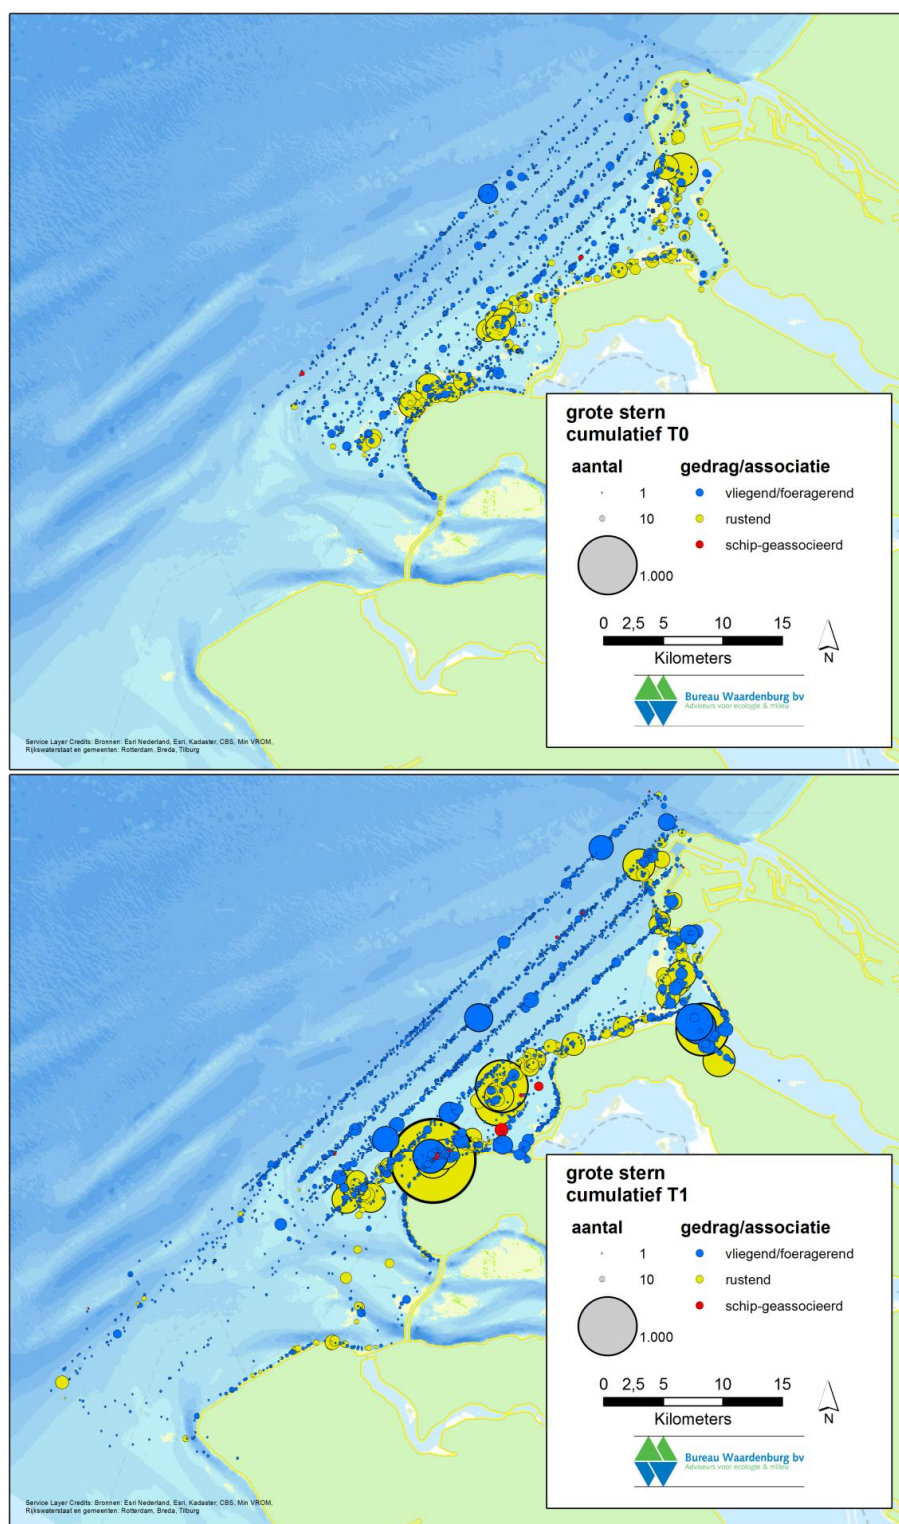 grote stern
cumulatief T0
aantal gedrag/associatie
1 vliegend/foeragerend
10 rustend
schip-geassocieerd
1.000
0 2,5 5 10 15
Kilometers
N
Bureau Waardenburg bv
Adviseurs voor ecologie & milieu
Service Layer Credits: Bronnen: Esri Nederland, Esri, Kadaster, CBS, Min VROM,
Rijkswaterstaat en gemeenten: Rotterdam, Breda, Tilburg
grote stern
cumulatief T1
aantal gedrag/associatie
1 vliegend/foeragerend
10 rustend
schip-geassocieerd
1.000
0 2,5 5 10 15
Kilometers
N
Bureau Waardenburg bv
Adviseurs voor ecologie & milieu
Service Layer Credits: Bronnen: Esri Nederland, Esri, Kadaster, CBS, Min VROM,
Rijkswaterstaat en gemeenten: Rotterdam, Breda, Tilburg